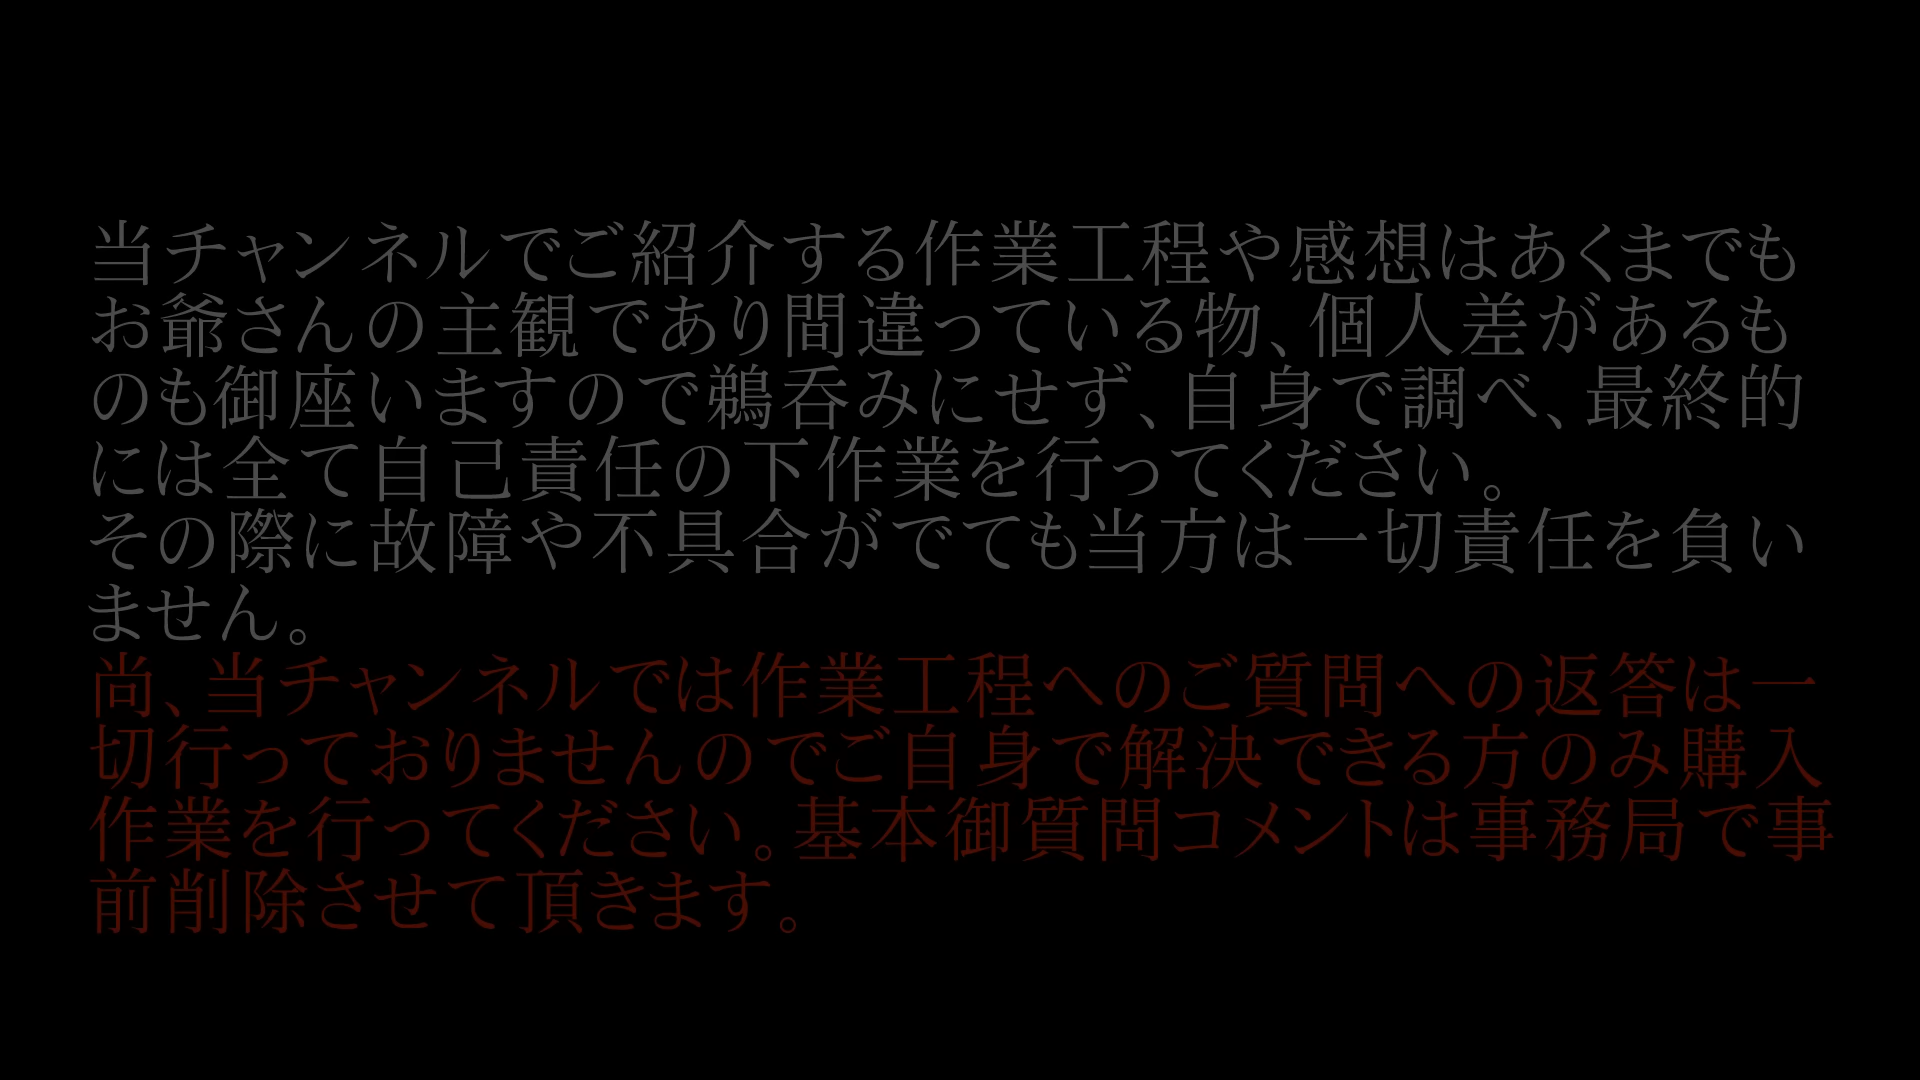 当チャンネルでご紹介する作業工程や感想はあくまでも
お爺さんの主観であり間違っている物、個人差があるも
のも御座いますので鵜呑みにせず、自身で調べ、最終的
には全て自己責任の下作業を行ってください。
その際に故障や不具合がでても当方は一切責任を負い
ません。
尚、当チャンネルでは作業工程へのご質問への返答は一
切行っておりませんのでご自身で解決できる方のみ購入
作業を行ってください。基本御質問コメントは事務局で事
前削除させて頂きます。